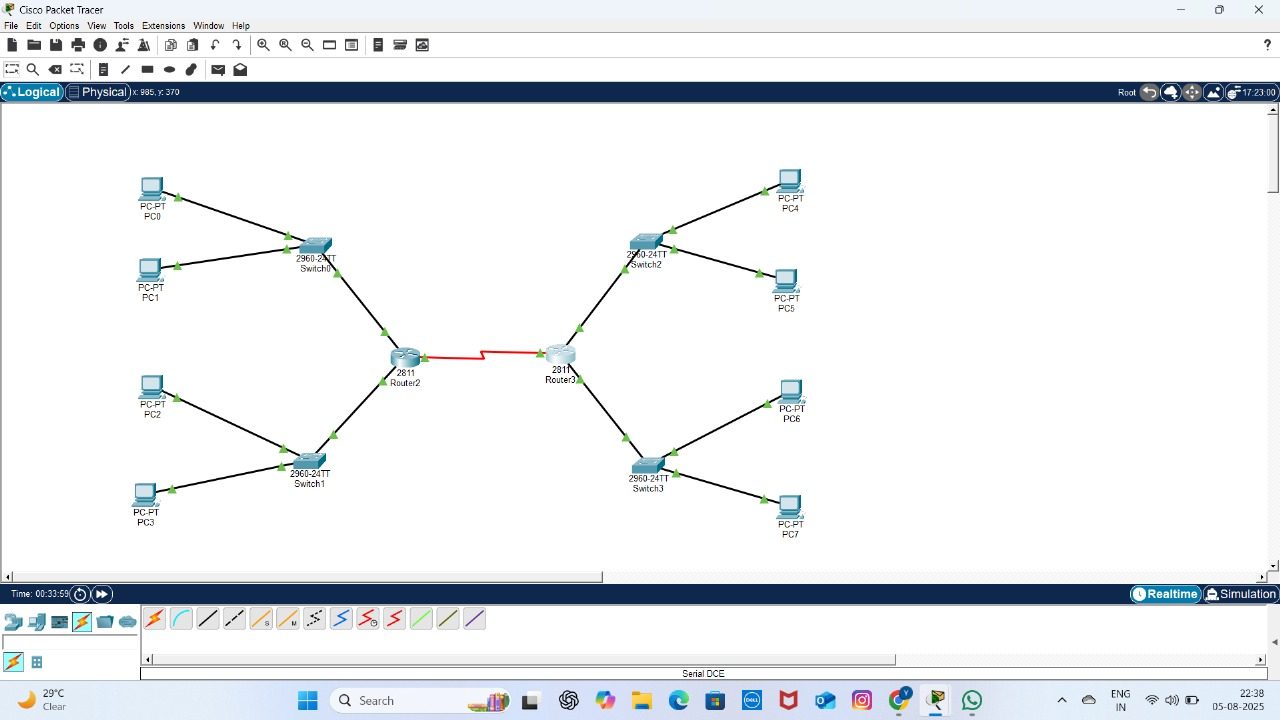 Cisco Packet Tracer
File Edit Options View Tools Extensions Window Help
?
Logical Physical x: 985, y: 370 Root 17:23:00
PC-PT
PC0
PC-PT
PC1
2960-24TT
Switch0
PC-PT
PC4
2960-24TT
Switch2
PC-PT
PC5
2811
Router2
2811
Router3
PC-PT
PC2
PC-PT
PC6
2960-24TT
Switch1
2960-24TT
Switch3
PC-PT
PC3
PC-PT
PC7
Time: 00:33:59 Realtime Simulation
S M
Serial DCE
29°C
Clear
Search
DELL
Y
ENG
IN
22:38
05-08-2025